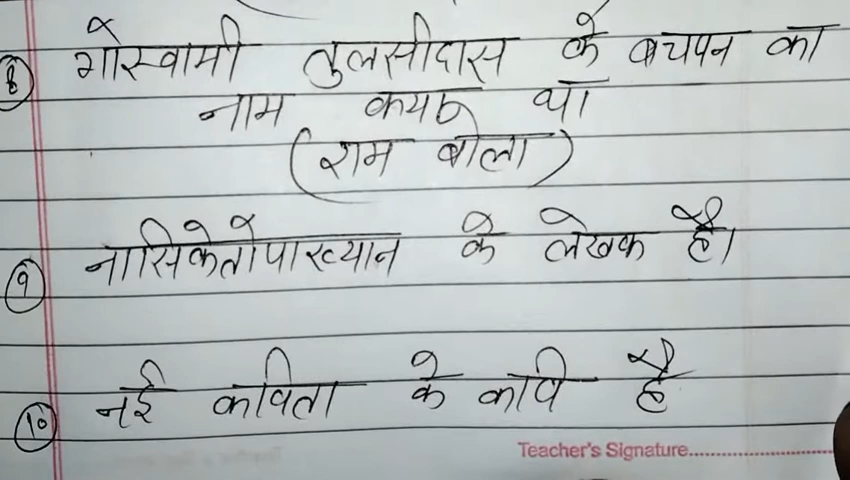 8 गोस्वामी तुलसीदास के बचपन का
नाम क्या था
(राम बोला)
9 नासिकेतोपाख्यान के लेखक है।
10 नई कविता के कवि है
Teacher's Signature....................